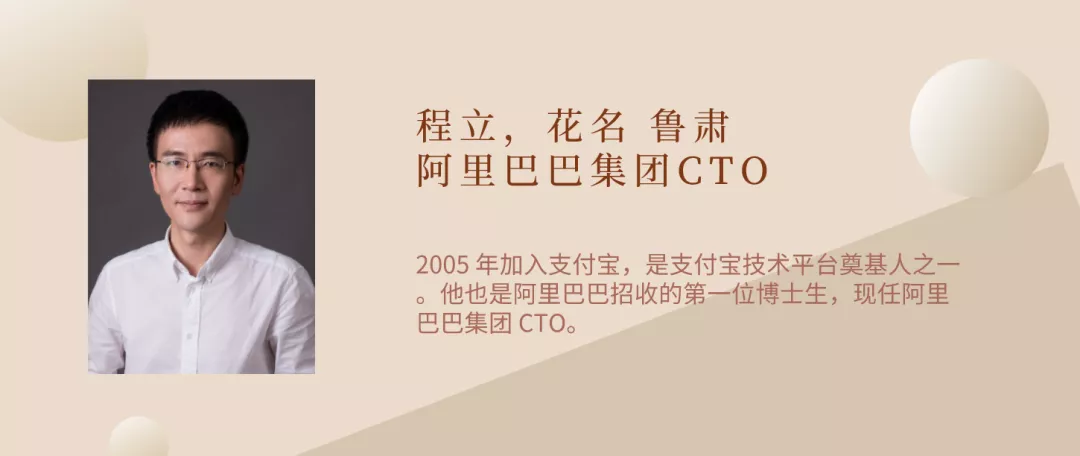 程立，花名 鲁肃
阿里巴巴集团CTO
2005 年加入支付宝，是支付宝技术平台奠基人之一
。他也是阿里巴巴招收的第一位博士生，现任阿里
巴巴集团 CTO。